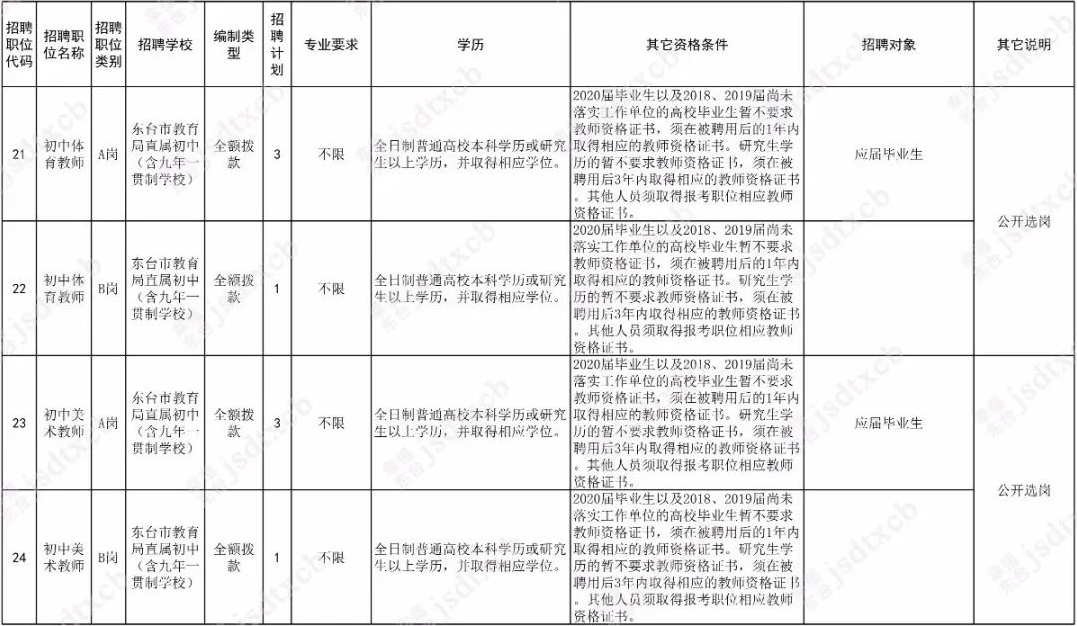 招聘
职位
代码
招聘职
位名称
招聘
职位
类别
招聘学校
编制类
型
招
聘
计
划
专业要求
学历
其它资格条件
招聘对象
其它说明
21
初中体
育教师
A岗
东台市教育
局直属初中
（含九年一
贯制学校）
全额拨
款
3
不限
全日制普通高校本科学历或研究
生以上学历，并取得相应学位。
2020届毕业生以及2018、2019届尚未
落实工作单位的高校毕业生暂不要求
教师资格证书，须在被聘用后的1年内
取得相应的教师资格证书。研究生学
历的暂不要求教师资格证书，须在被
聘用后3年内取得相应的教师资格证书
。其他人员须取得报考职位相应教师
资格证书。
应届毕业生
公开选岗
22
初中体
育教师
B岗
东台市教育
局直属初中
（含九年一
贯制学校）
全额拨
款
1
不限
全日制普通高校本科学历或研究
生以上学历，并取得相应学位。
2020届毕业生以及2018、2019届尚未
落实工作单位的高校毕业生暂不要求
教师资格证书，须在被聘用后的1年内
取得相应的教师资格证书。研究生学
历的暂不要求教师资格证书，须在被
聘用后3年内取得相应的教师资格证书
。其他人员须取得报考职位相应教师
资格证书。
23
初中美
术教师
A岗
东台市教育
局直属初中
（含九年一
贯制学校）
全额拨
款
3
不限
全日制普通高校本科学历或研究
生以上学历，并取得相应学位。
2020届毕业生以及2018、2019届尚未
落实工作单位的高校毕业生暂不要求
教师资格证书，须在被聘用后的1年内
取得相应的教师资格证书。研究生学
历的暂不要求教师资格证书，须在被
聘用后3年内取得相应的教师资格证书
。其他人员须取得报考职位相应教师
资格证书。
应届毕业生
公开选岗
24
初中美
术教师
B岗
东台市教育
局直属初中
（含九年一
贯制学校）
全额拨
款
1
不限
全日制普通高校本科学历或研究
生以上学历，并取得相应学位。
2020届毕业生以及2018、2019届尚未
落实工作单位的高校毕业生暂不要求
教师资格证书，须在被聘用后的1年内
取得相应的教师资格证书。研究生学
历的暂不要求教师资格证书，须在被
聘用后3年内取得相应的教师资格证书
。其他人员须取得报考职位相应教师
资格证书。
jsdtxcb